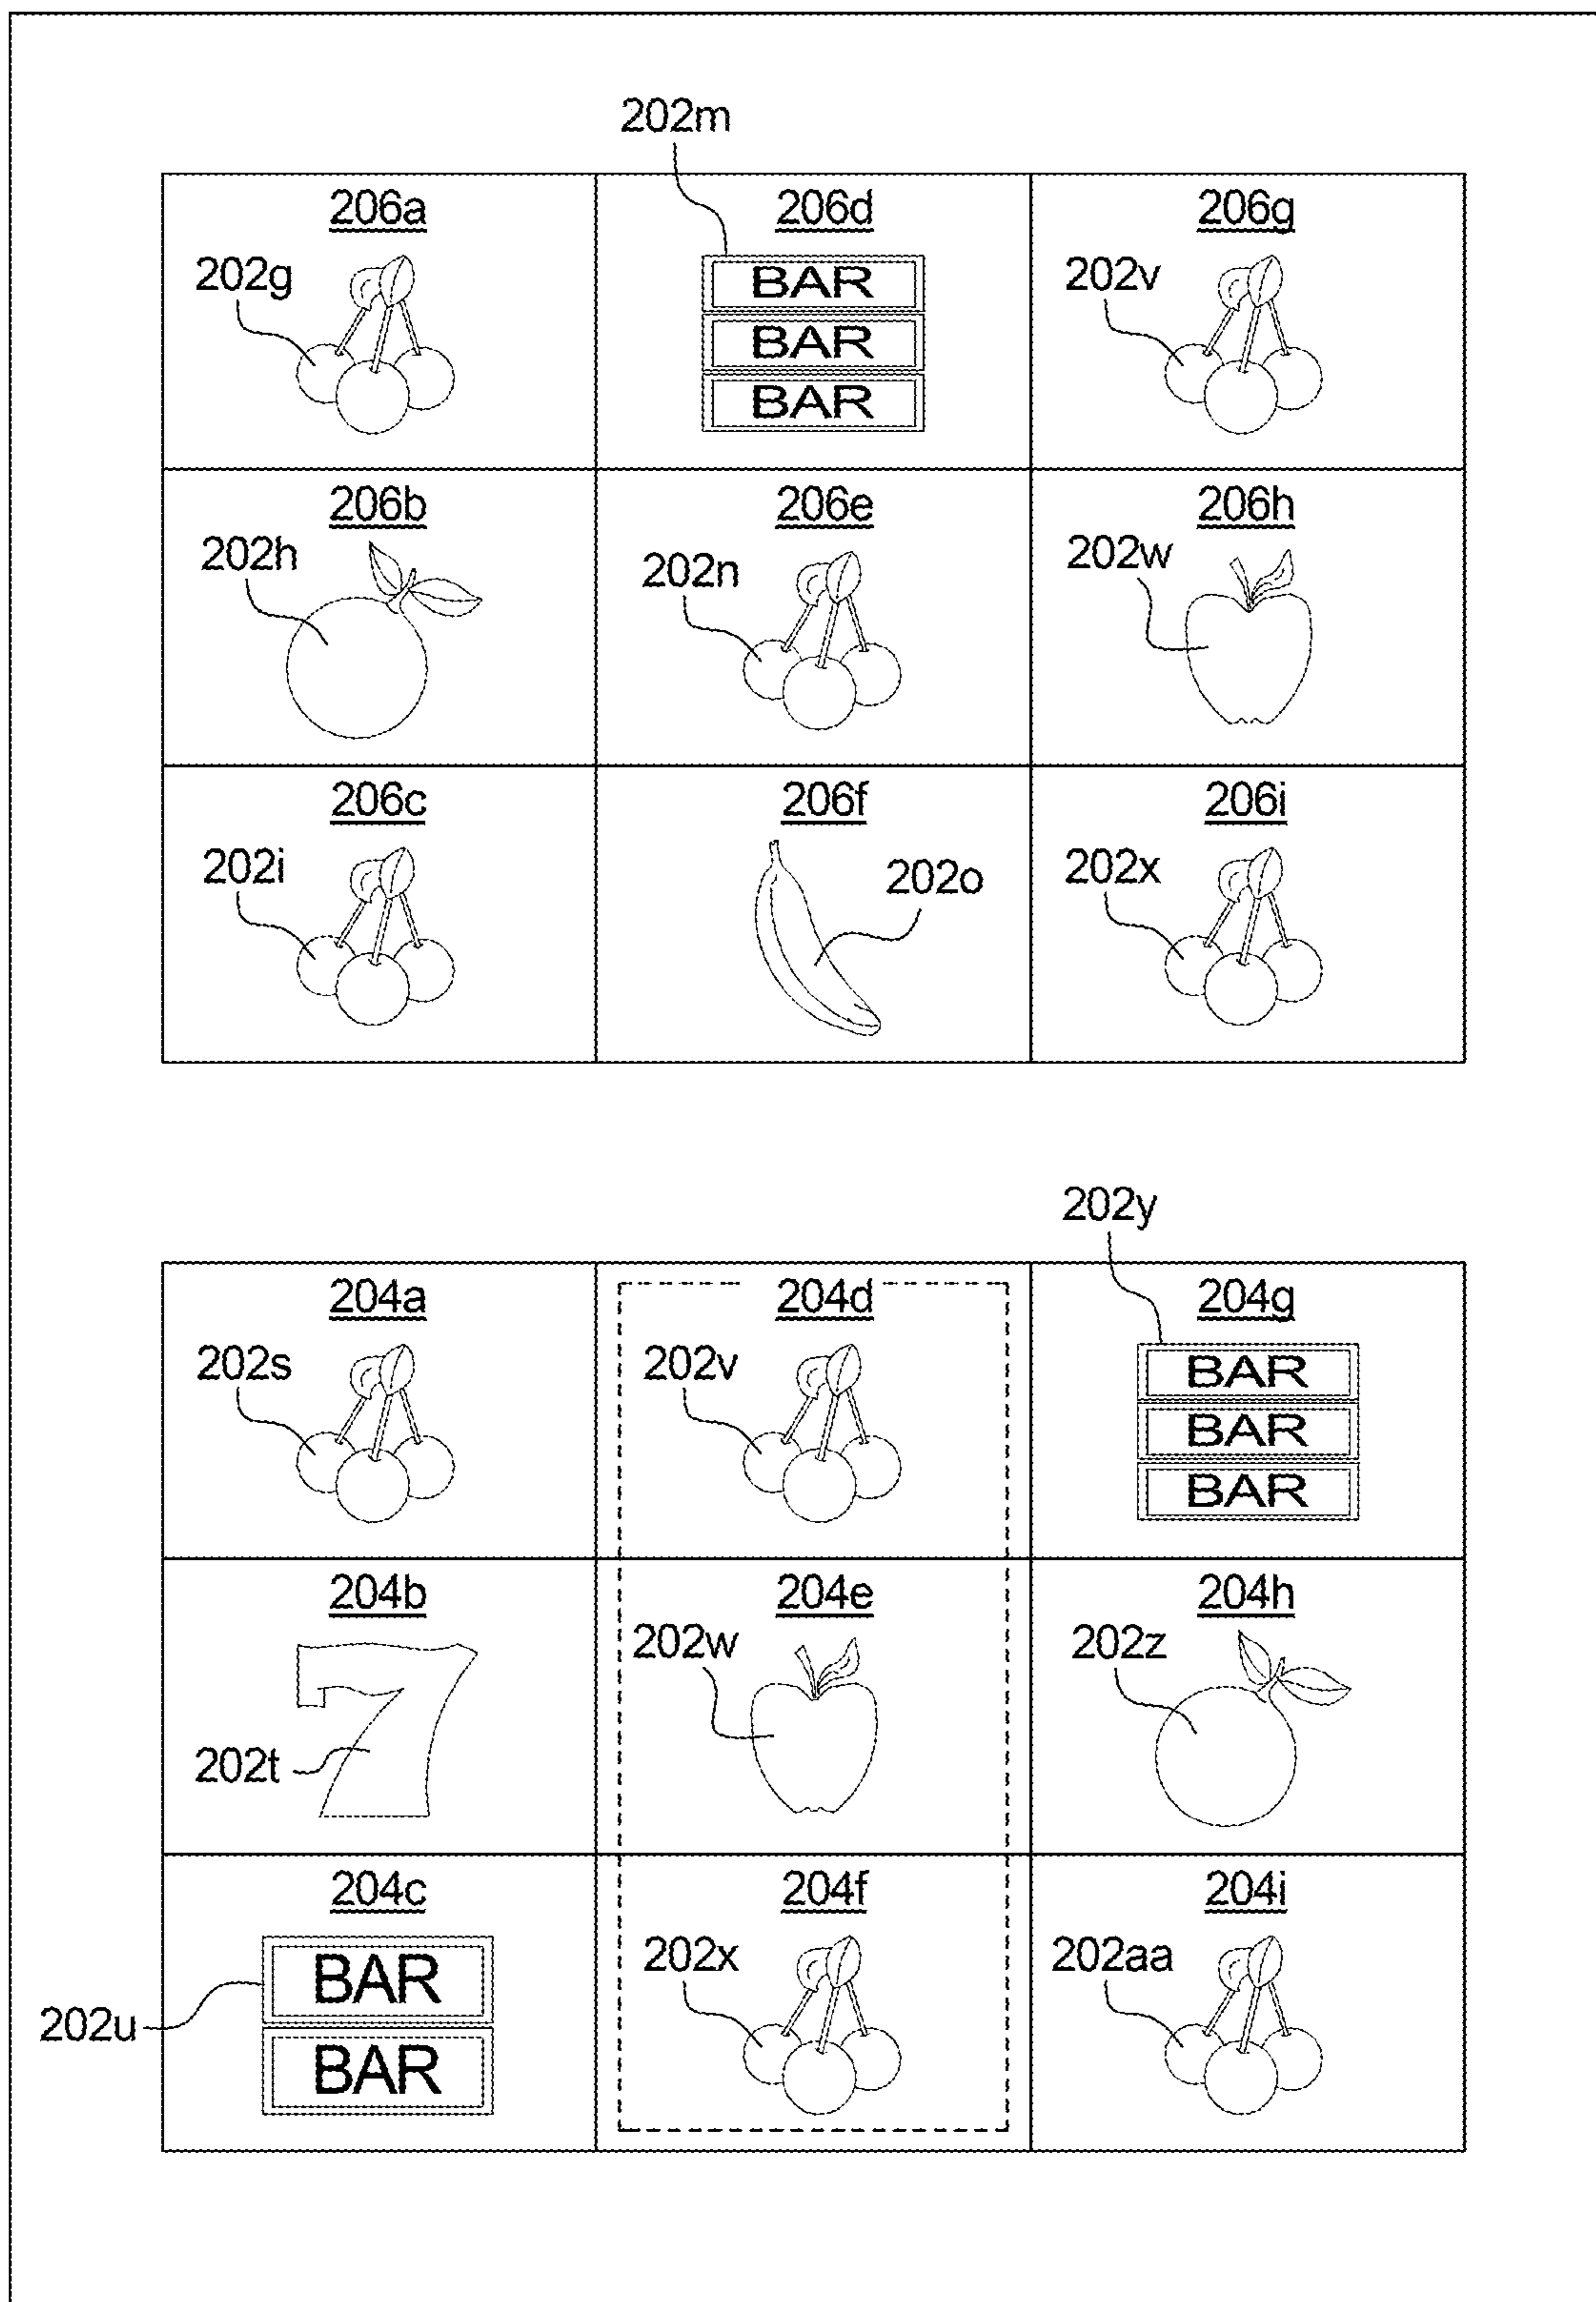 202m
206a 206d 206g
202g BAR 202v
BAR
BAR
206b 206e 206h
202h 202n 202w
206c 206f 206i
202i 202o 202x
202y
204a 204d 204g
202s 202v BAR
BAR
BAR
204b 204e 204h
7
202t 202w 202z
204c 204f 204i
BAR 202x 202aa
202u BAR